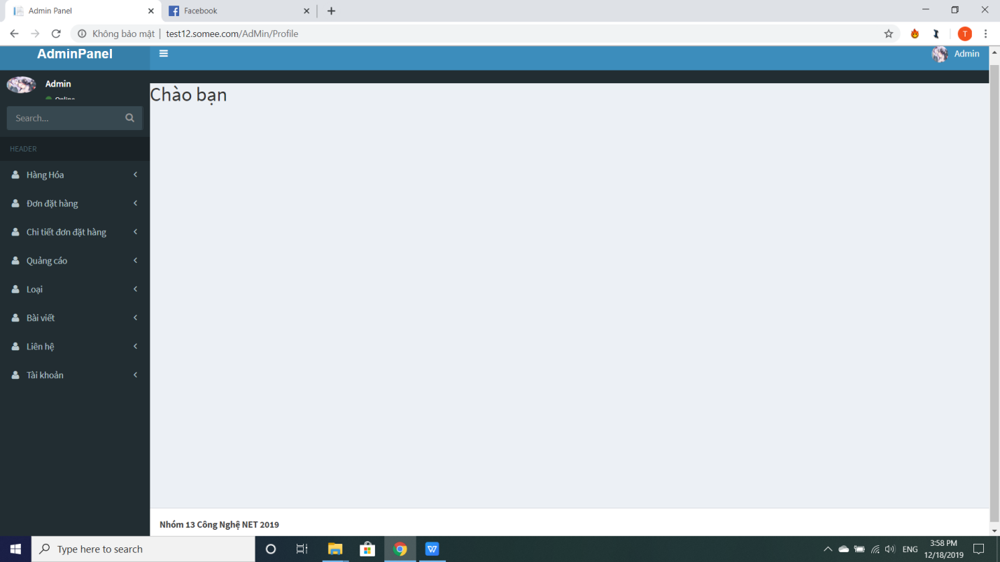 Admin Panel
Facebook
Không bảo mật
test12.somee.com/AdMin/Profile
T
AdminPanel
Admin
Admin
Online
Chào bạn
Search...
HEADER
Hàng Hóa
Đơn đặt hàng
Chi tiết đơn đặt hàng
Quảng cáo
Loại
Bài viết
Liên hệ
Tài khoản
Nhóm 13 Công Nghệ NET 2019
Type here to search
W
ENG
3:58 PM
12/18/2019